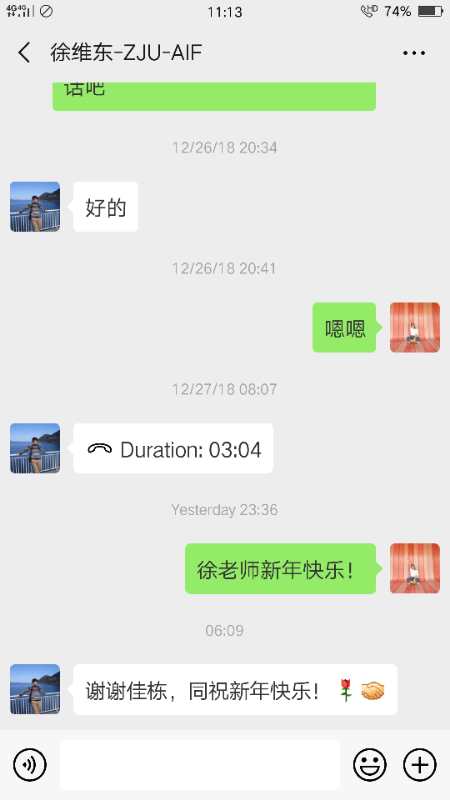 4G 4G
11:13
HD 74%
徐维东-ZJU-AIF
话吧
12/26/18 20:34
好的
12/26/18 20:41
嗯嗯
12/27/18 08:07
Duration: 03:04
Yesterday 23:36
徐老师新年快乐！
06:09
谢谢佳栋，同祝新年快乐！🌹🤝